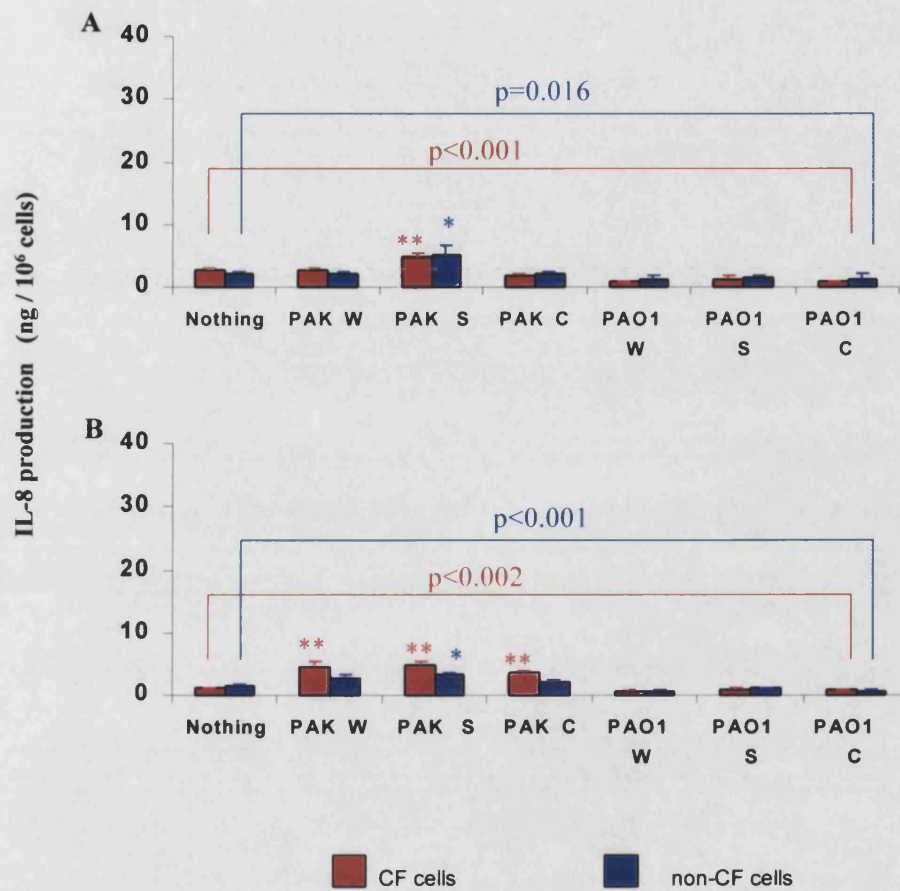 A
40
30
20
10
0
p=0.016
p<0.001
** *
Nothing PAK W PAK S PAK C PAO1 W PAO1 S PAO1 C
IL-8 production (ng / 10⁶ cells)
B
40
30
20
10
0
p<0.001
p<0.002
** ** * **
Nothing PAK W PAK S PAK C PAO1 W PAO1 S PAO1 C
CF cells non-CF cells